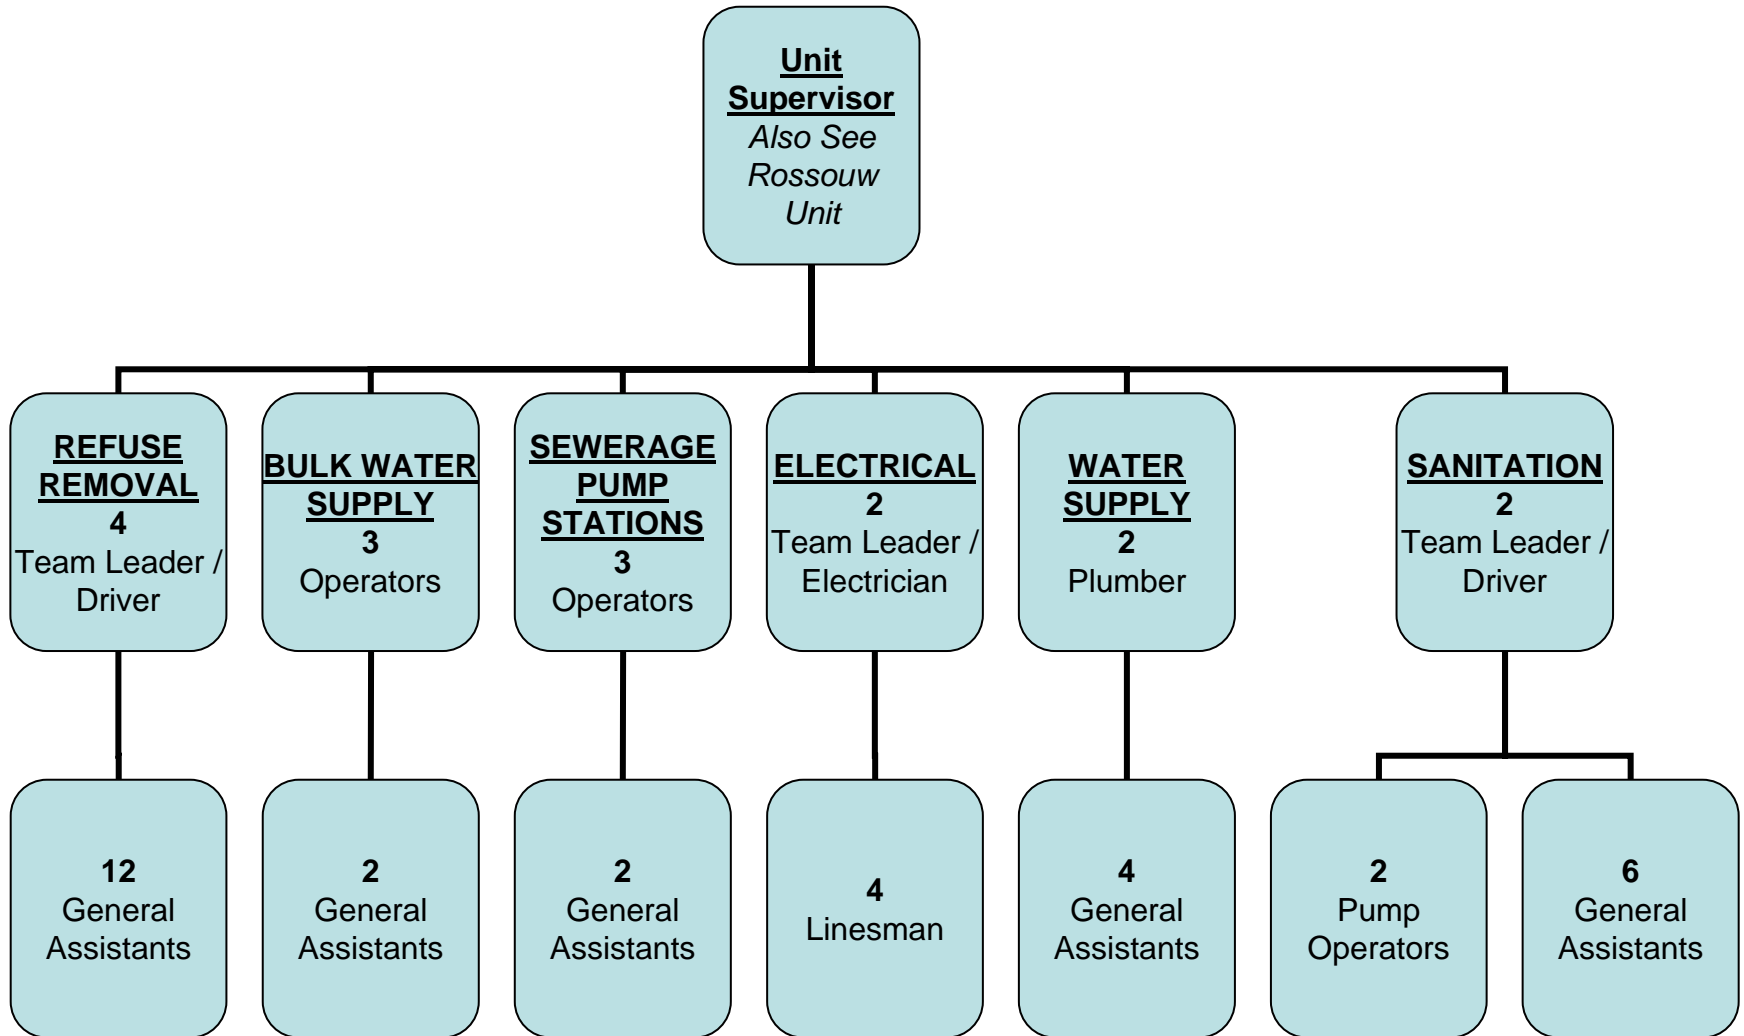 Unit
Supervisor
Also See
Rossouw
Unit
REFUSE
REMOVAL
4
Team Leader /
Driver
BULK WATER
SUPPLY
3
Operators
SEWERAGE
PUMP
STATIONS
3
Operators
ELECTRICAL
2
Team Leader /
Electrician
WATER
SUPPLY
2
Plumber
SANITATION
2
Team Leader /
Driver
12
General
Assistants
2
General
Assistants
2
General
Assistants
4
Linesman
4
General
Assistants
2
Pump
Operators
6
General
Assistants